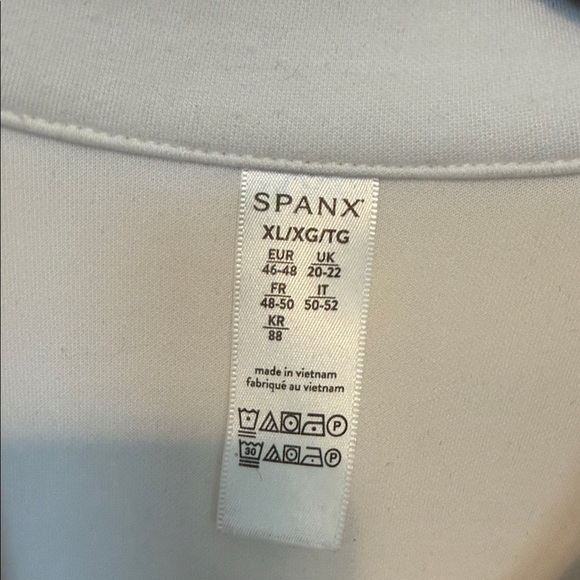 SPANX
XL/XG/TG
EUR UK
46-48 20-22
FR IT
48-50 50-52
KR
88
made in vietnam
fabriqué au vietnam
P
30 P